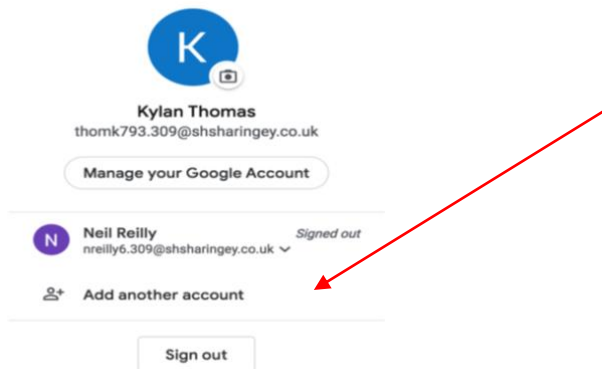 K
Kylan Thomas
thomk793.309@shsharingey.co.uk
Manage your Google Account
N Neil Reilly Signed out
nreilly6.309@shsharingey.co.uk
Add another account
Sign out